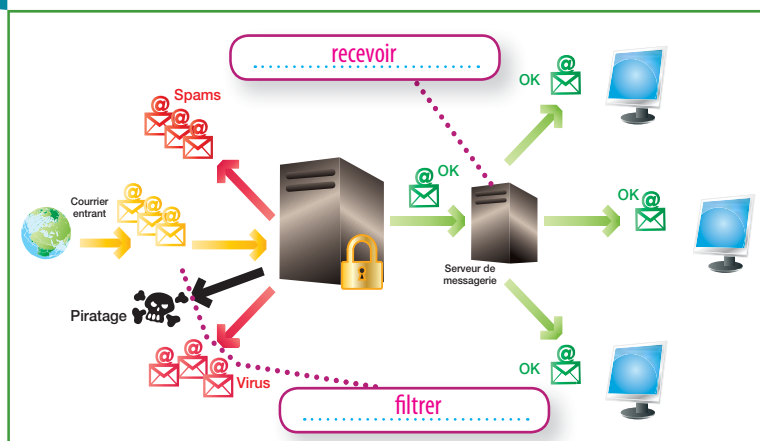 recevoir
Spams
OK
OK
Courrier
entrant
OK
Serveur de
messagerie
Piratage
Virus
OK
filtrer